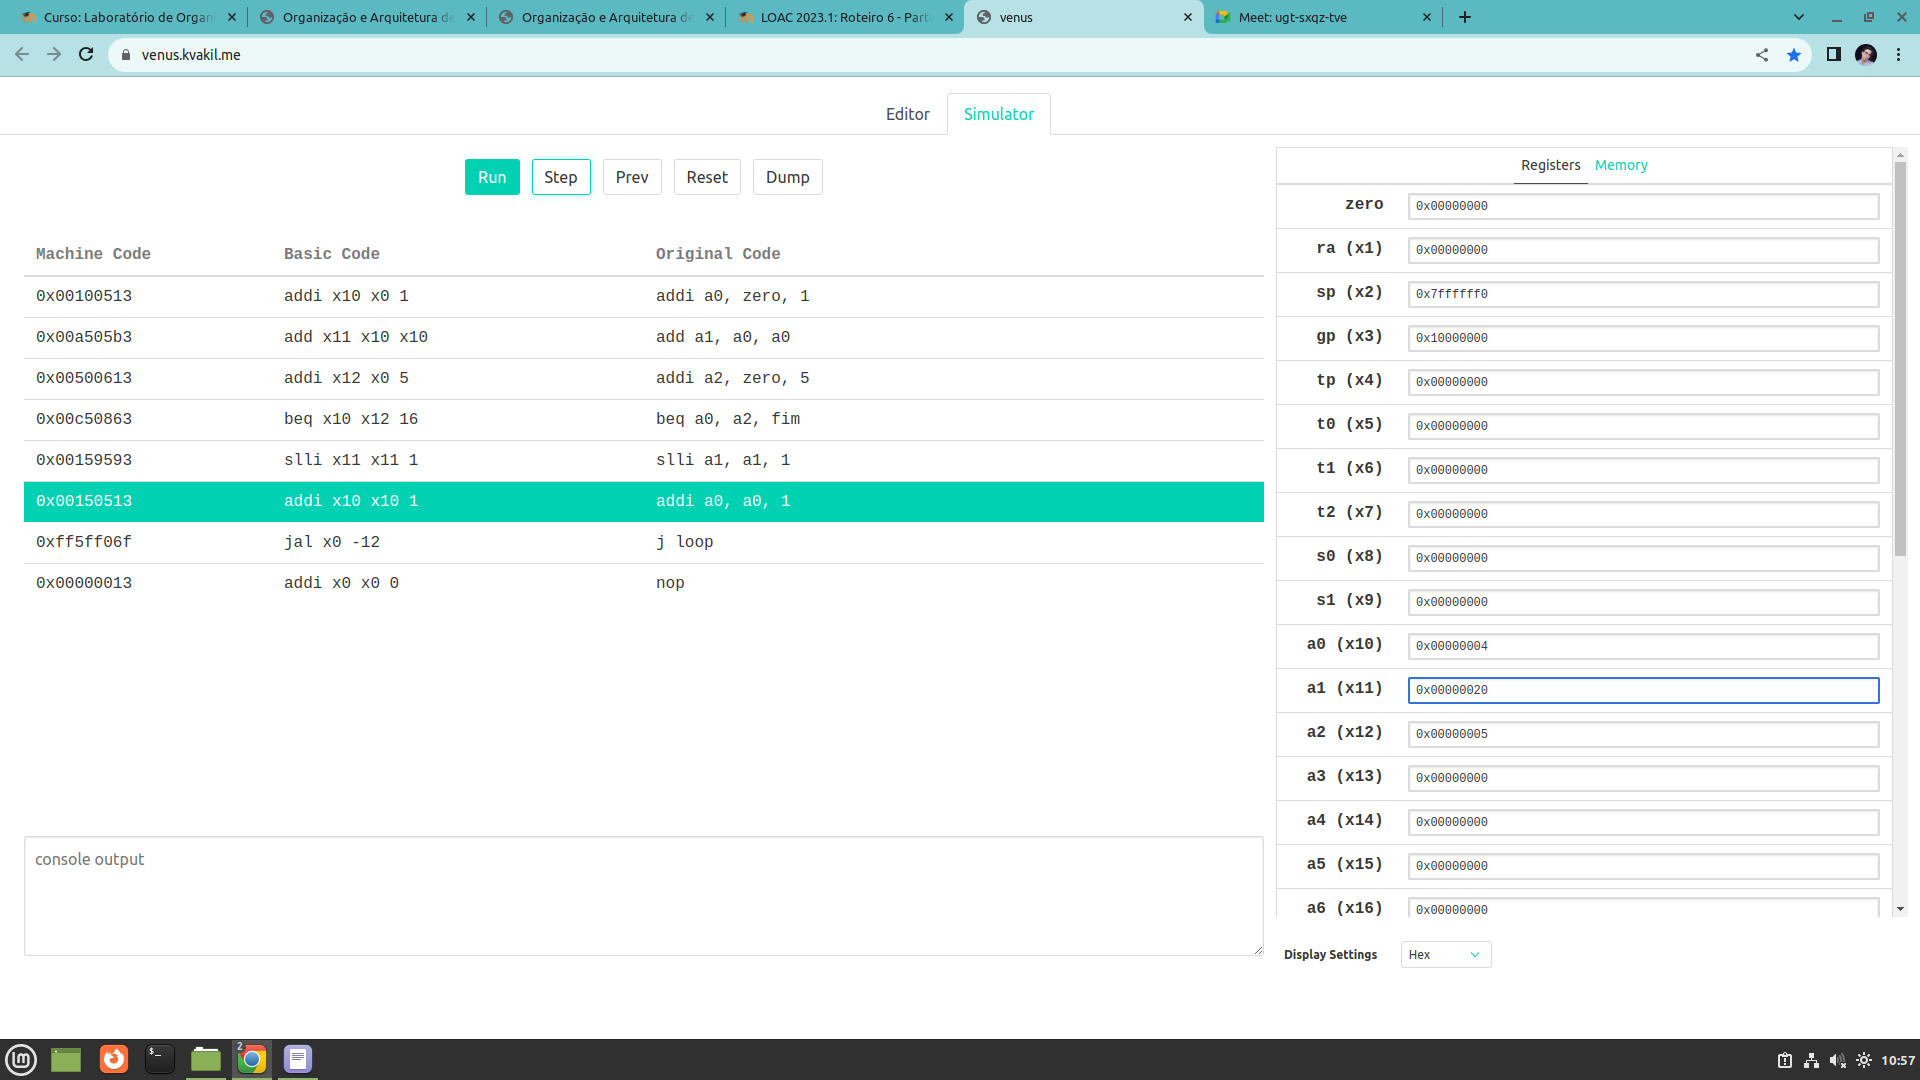 Curso: Laboratório de Organ
Organização e Arquitetura de
Organização e Arquitetura de
LOAC 2023.1: Roteiro 6 - Part
venus
Meet: ugt-sxqz-tve
venus.kvakil.me
Editor
Simulator
Run
Step
Prev
Reset
Dump
Machine Code Basic Code Original Code
0x00100513 addi x10 x0 1 addi a0, zero, 1
0x00a505b3 add x11 x10 x10 add a1, a0, a0
0x00500613 addi x12 x0 5 addi a2, zero, 5
0x00c50863 beq x10 x12 16 beq a0, a2, fim
0x00159593 slli x11 x11 1 slli a1, a1, 1
0x00150513 addi x10 x10 1 addi a0, a0, 1
0xff5ff06f jal x0 -12 j loop
0x00000013 addi x0 x0 0 nop
console output
Registers Memory
zero 0x00000000
ra (x1) 0x00000000
sp (x2) 0x7ffffff0
gp (x3) 0x10000000
tp (x4) 0x00000000
t0 (x5) 0x00000000
t1 (x6) 0x00000000
t2 (x7) 0x00000000
s0 (x8) 0x00000000
s1 (x9) 0x00000000
a0 (x10) 0x00000004
a1 (x11) 0x00000020
a2 (x12) 0x00000005
a3 (x13) 0x00000000
a4 (x14) 0x00000000
a5 (x15) 0x00000000
a6 (x16) 0x00000000
Display Settings Hex
2
10:57